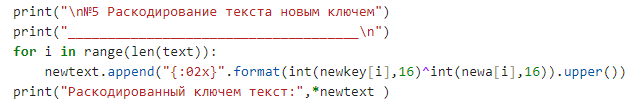 print("\n№5 Раскодирование текста новым ключем")
print("_____________________________________\n")
for i in range(len(text)):
    newtext.append("{:02x}".format(int(newkey[i],16)^int(newa[i],16)).upper())
print("Раскодированный ключем текст:",*newtext )